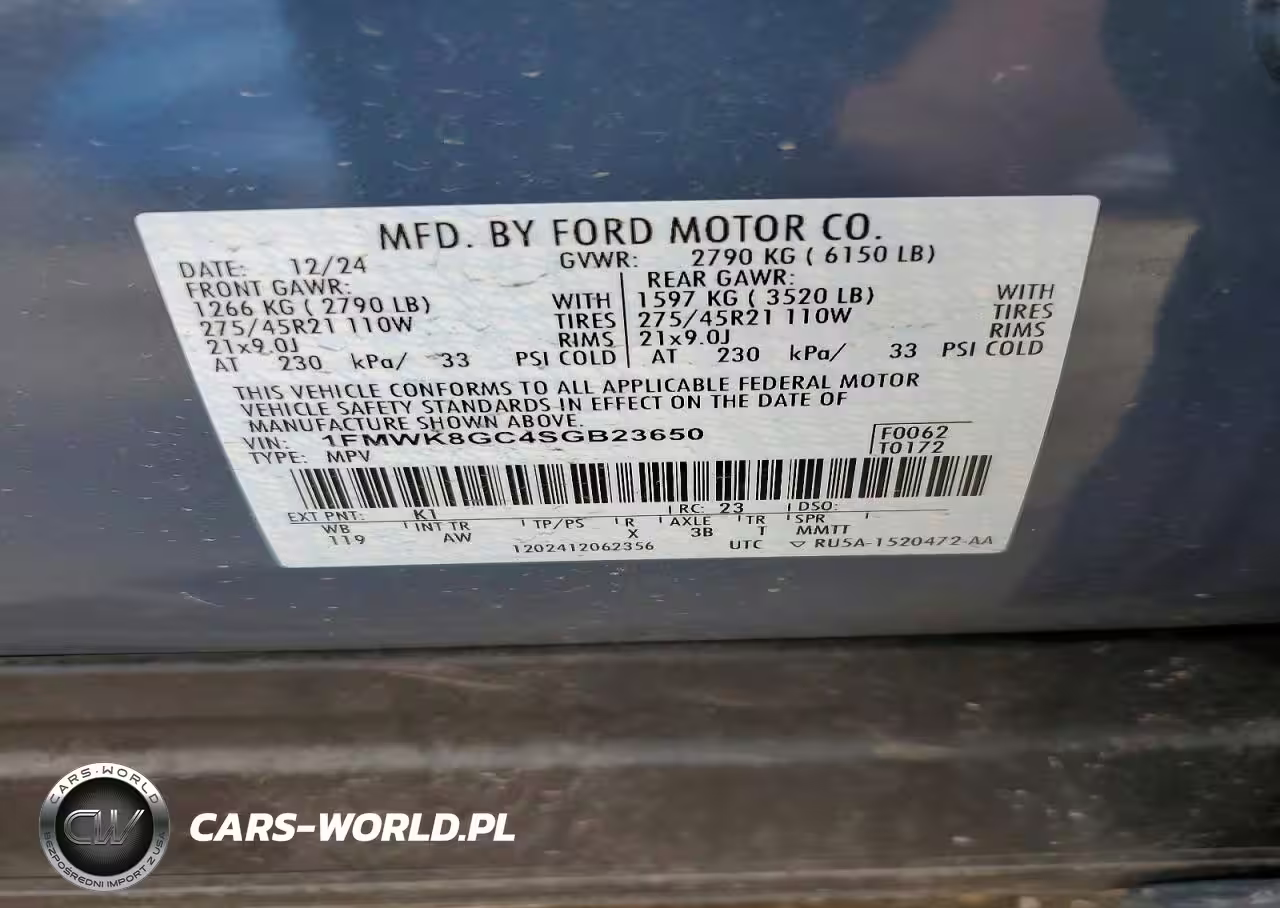 MFD. BY FORD MOTOR CO.
DATE: 12/24 GVWR: 2790 KG ( 6150 LB)
FRONT GAWR: REAR GAWR:
1266 KG ( 2790 LB) WITH 1597 KG ( 3520 LB) WITH
275/45R21 110W TIRES 275/45R21 110W TIRES
21x9.0J RIMS 21x9.0J RIMS
AT 230 kPa/ 33 PSI COLD AT 230 kPa/ 33 PSI COLD
THIS VEHICLE CONFORMS TO ALL APPLICABLE FEDERAL MOTOR
VEHICLE SAFETY STANDARDS IN EFFECT ON THE DATE OF
MANUFACTURE SHOWN ABOVE.
VIN: 1FMWK8GC4SGB23650 F0062
TYPE: MPV T0172
EXT PNT: K1 RC: 23 DSO:
WB INT TR TP/PS R AXLE TR SPR
119 AW X 3B T MMTT
1202412062356 UTC ▽ RU5A-1520472-AA
CARS-WORLD
CW
BEZPOŚREDNI IMPORT Z USA
CARS-WORLD.PL